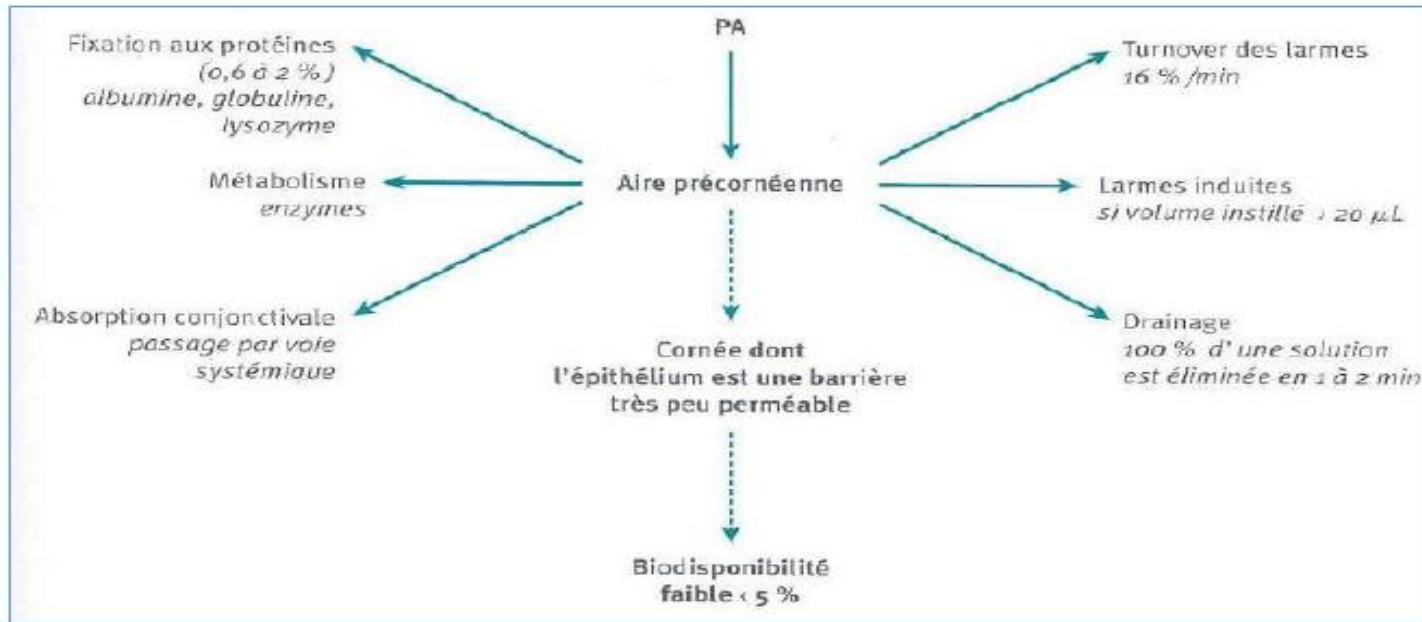 PA
Fixation aux protéines
(0,6 à 2 %)
albumine, globuline,
lysozyme
Métabolisme
enzymes
Absorption conjonctivale
passage par voie
systémique
Aire précornéenne
Cornée dont
l'épithélium est une barrière
très peu perméable
Biodisponibilité
faible < 5 %
Turnover des larmes
16 % /min
Larmes induites
si volume instillé > 20 µL
Drainage
100 % d'une solution
est éliminée en 1 à 2 min